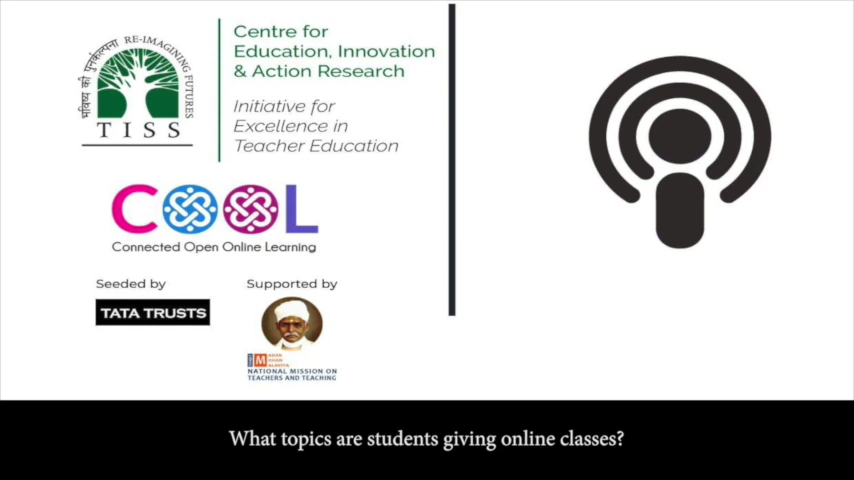 भविष्य की पुनर्कल्पना RE-IMAGINING FUTURES
TISS
Centre for
Education, Innovation
& Action Research
Initiative for
Excellence in
Teacher Education
COOL
Connected Open Online Learning
Seeded by
TATA TRUSTS
Supported by
NATIONAL MISSION ON
TEACHERS AND TEACHING
What topics are students giving online classes?